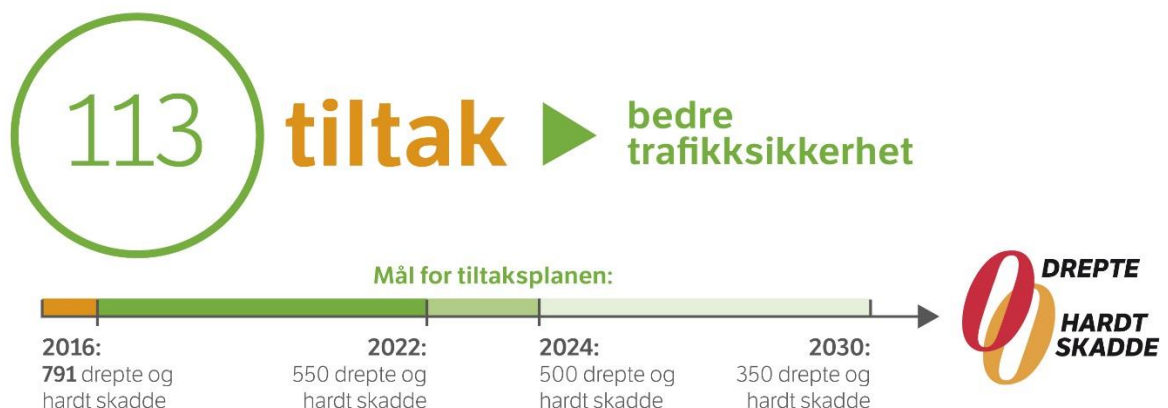 113 tiltak
bedre
trafikksikkerhet
Mål for tiltaksplanen:
2016:
791 drepte og
hardt skadde
2022:
550 drepte og
hardt skadde
2024:
500 drepte og
hardt skadde
2030:
350 drepte og
hardt skadde
0 DREPTE
0 HARDT
SKADDE